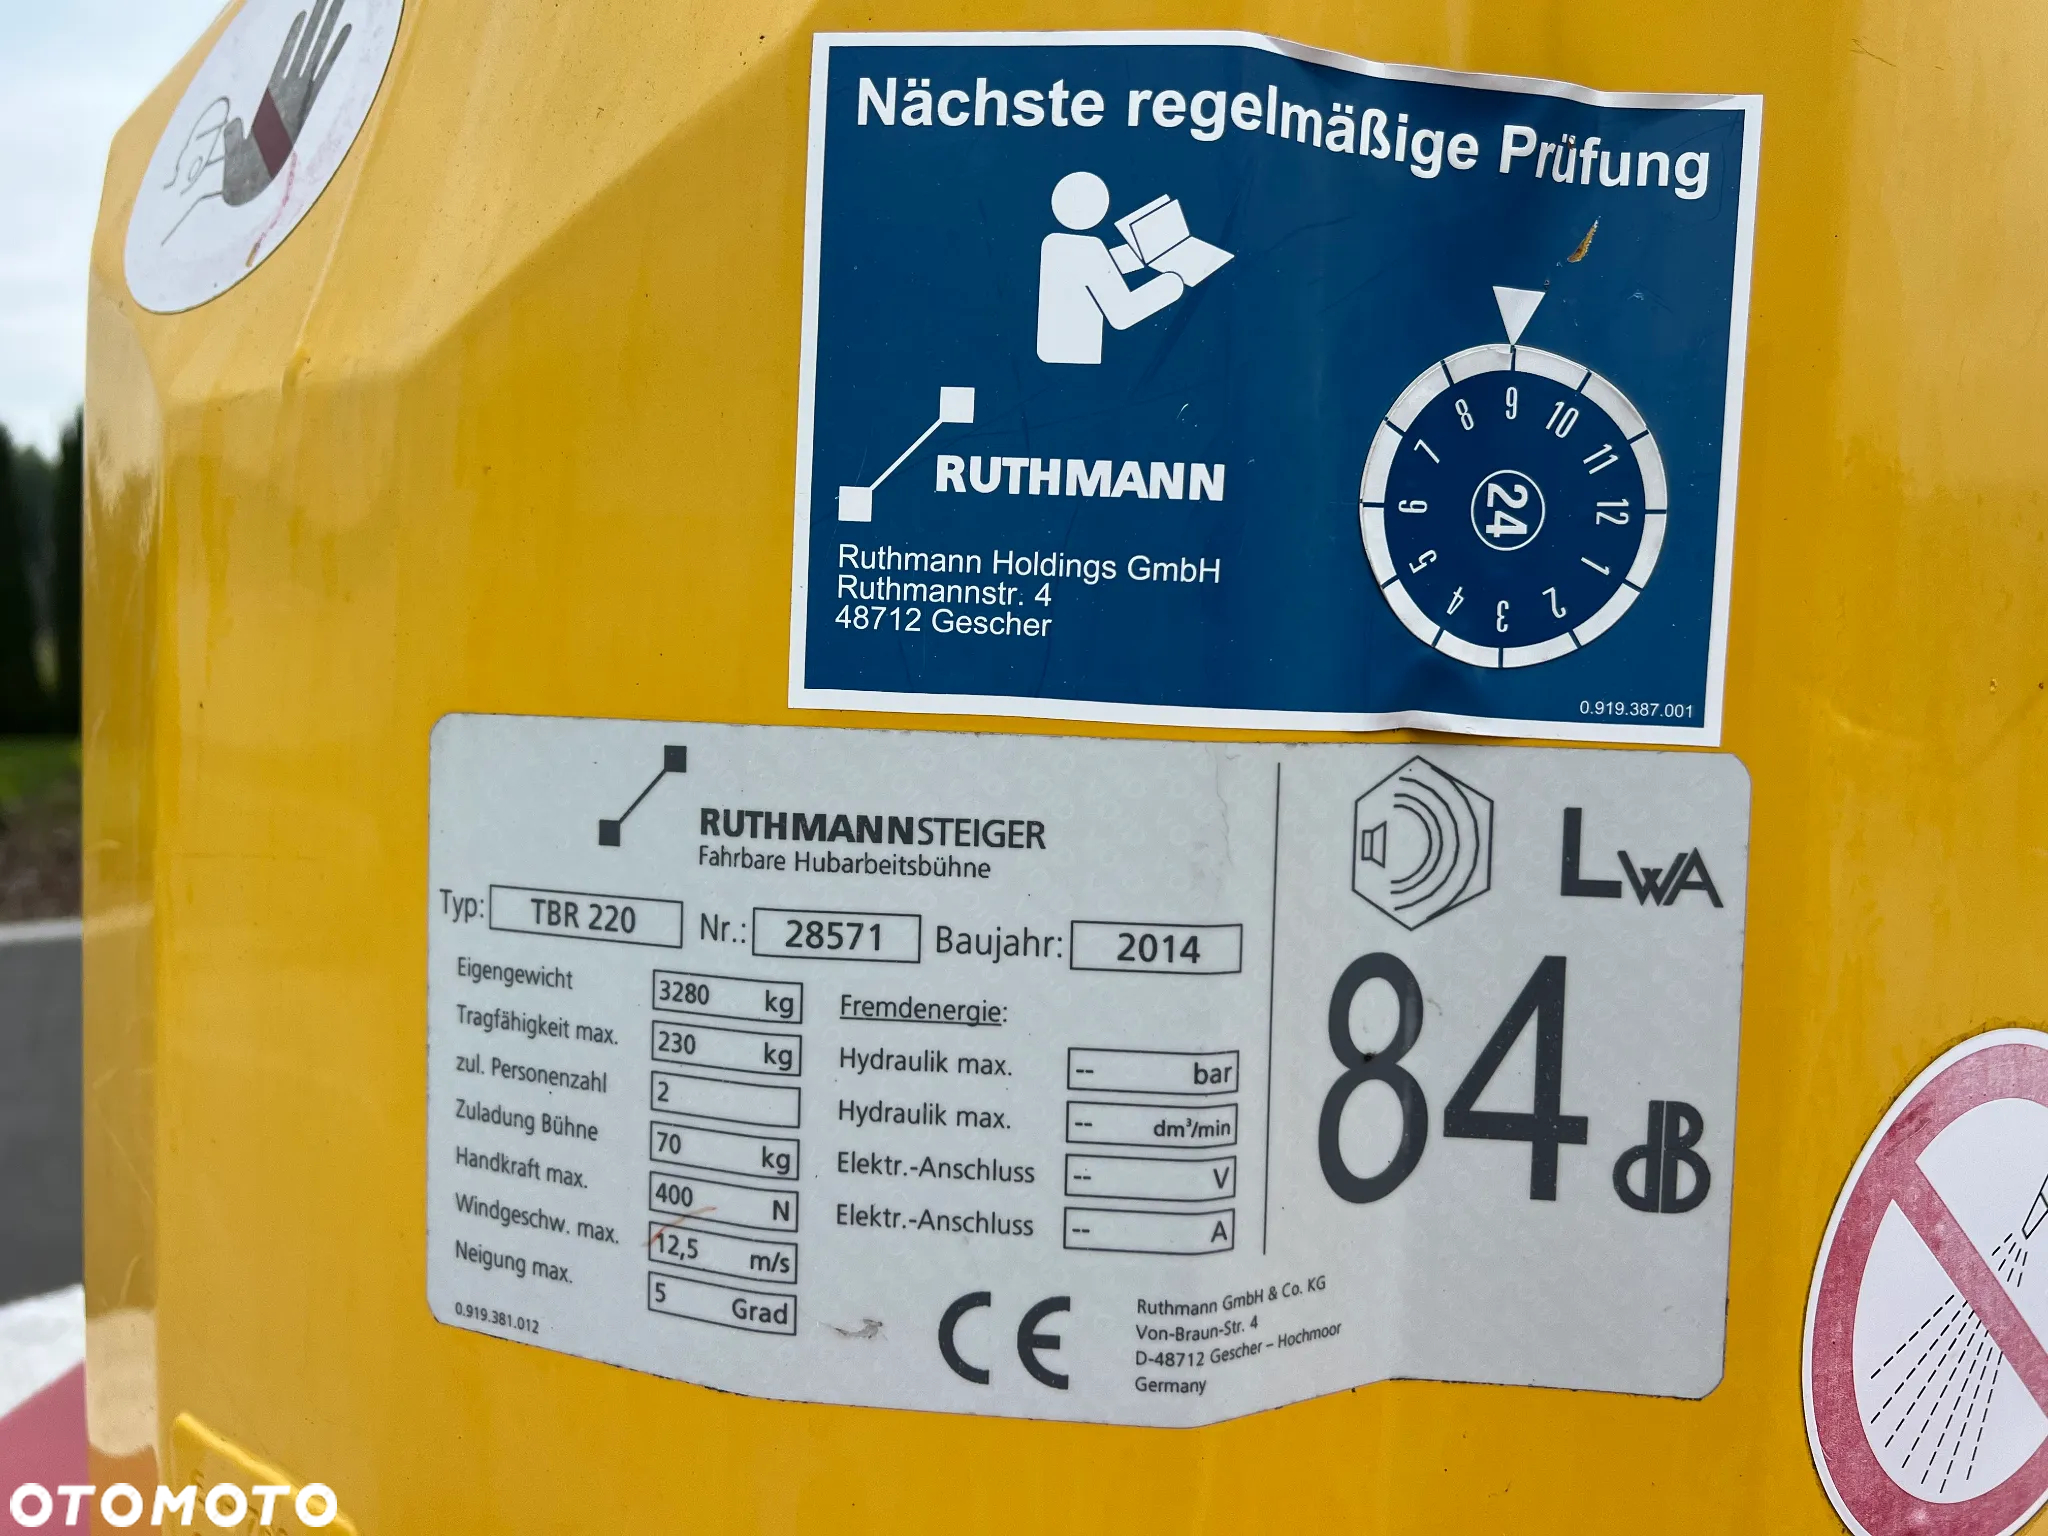 Nächste regelmäßige Prüfung
RUTHMANN
Ruthmann Holdings GmbH
Ruthmannstr. 4
48712 Gescher
9
10
11
12
1
2
3
4
5
6
7
8
24
0.919.387.001
RUTHMANNSTEIGER
Fahrbare Hubarbeitsbühne
Typ: TBR 220 Nr.: 28571 Baujahr: 2014
Eigengewicht 3280 kg
Tragfähigkeit max. 230 kg
zul. Personenzahl 2
Zuladung Bühne 70 kg
Handkraft max. 400 N
Windgeschw. max. 12,5 m/s
Neigung max. 5 Grad
0.919.381.012
Fremdenergie:
Hydraulik max. -- bar
Hydraulik max. -- dm³/min
Elektr.-Anschluss -- V
Elektr.-Anschluss -- A
CE
Ruthmann GmbH & Co. KG
Von-Braun-Str. 4
D-48712 Gescher – Hochmoor
Germany
LWA
84 dB
OTOMOTO